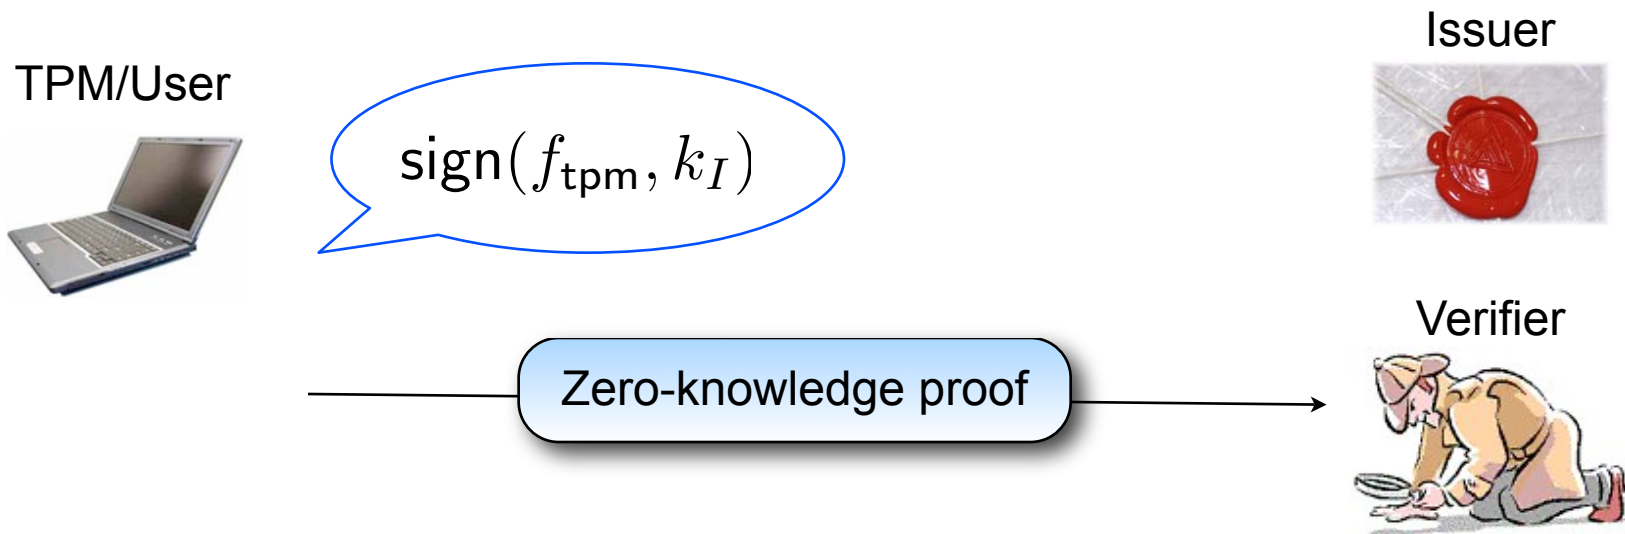 Issuer
TPM/User
sign(f_tpm, k_I)
Verifier
Zero-knowledge proof